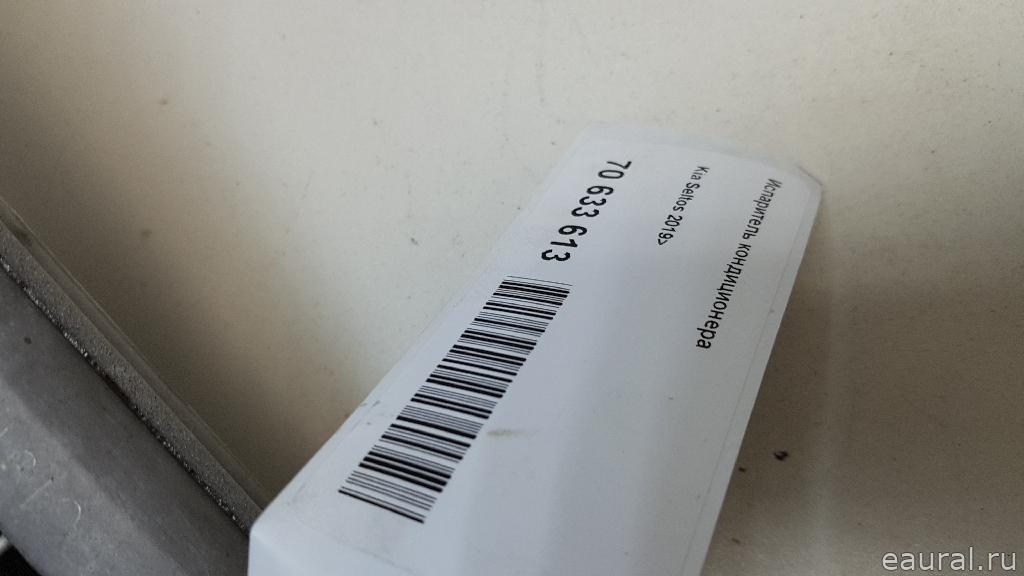 Испаритель кондиционера
Kia Seltos 2019>
70 633 613
eaural.ru